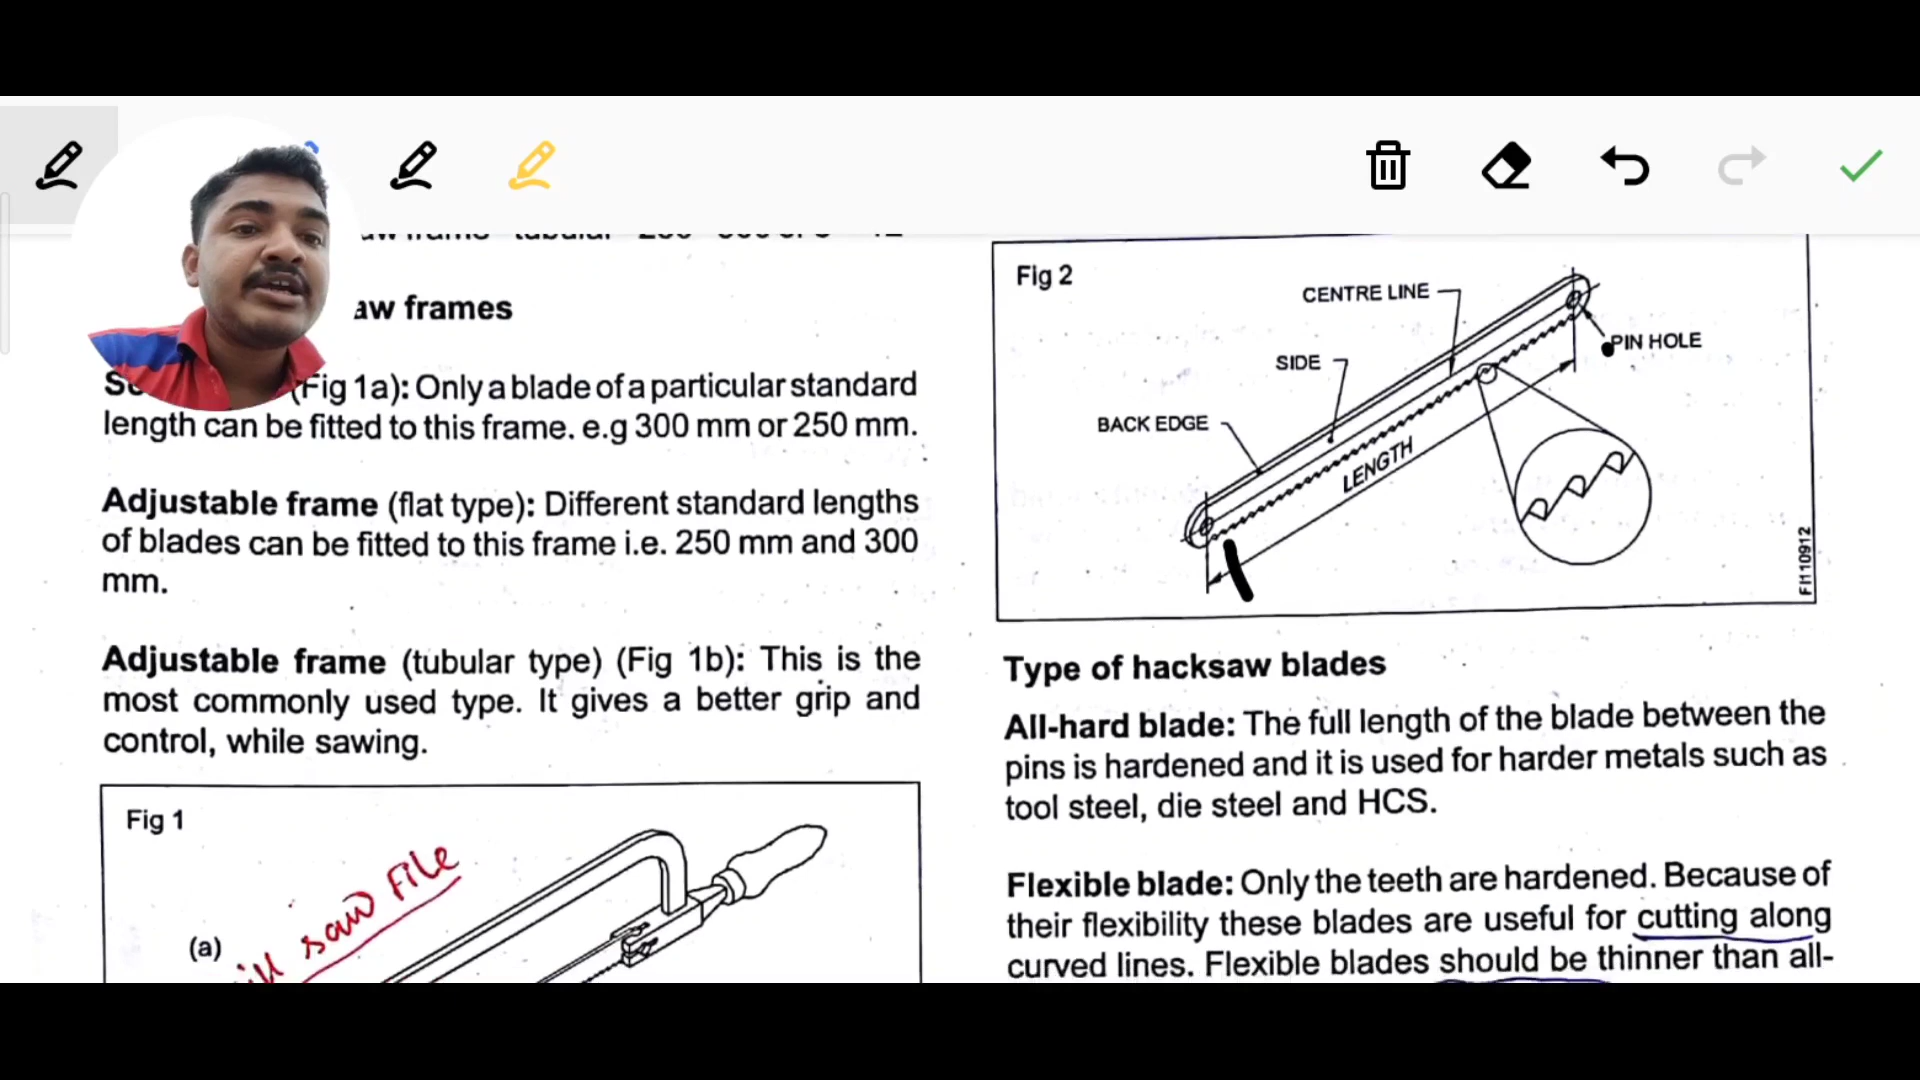 aw frames
(Fig 1a): Only a blade of a particular standard
length can be fitted to this frame. e.g 300 mm or 250 mm.
Adjustable frame (flat type): Different standard lengths
of blades can be fitted to this frame i.e. 250 mm and 300
mm.
Adjustable frame (tubular type) (Fig 1b): This is the
most commonly used type. It gives a better grip and
control, while sawing.
Fig 1
saw File
(a)
Fig 2
CENTRE LINE
PIN HOLE
SIDE
BACK EDGE
LENGTH
FI110912
Type of hacksaw blades
All-hard blade: The full length of the blade between the
pins is hardened and it is used for harder metals such as
tool steel, die steel and HCS.
Flexible blade: Only the teeth are hardened. Because of
their flexibility these blades are useful for cutting along
curved lines. Flexible blades should be thinner than all-